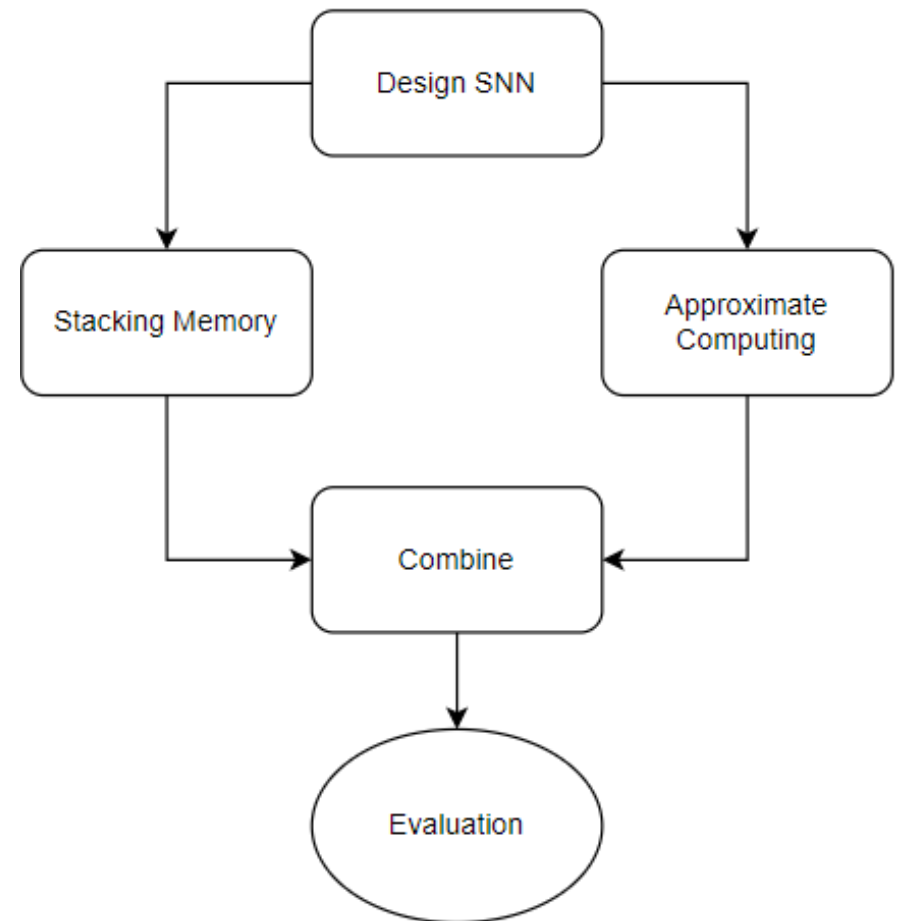 Design SNN
Stacking Memory
Approximate
Computing
Combine
Evaluation